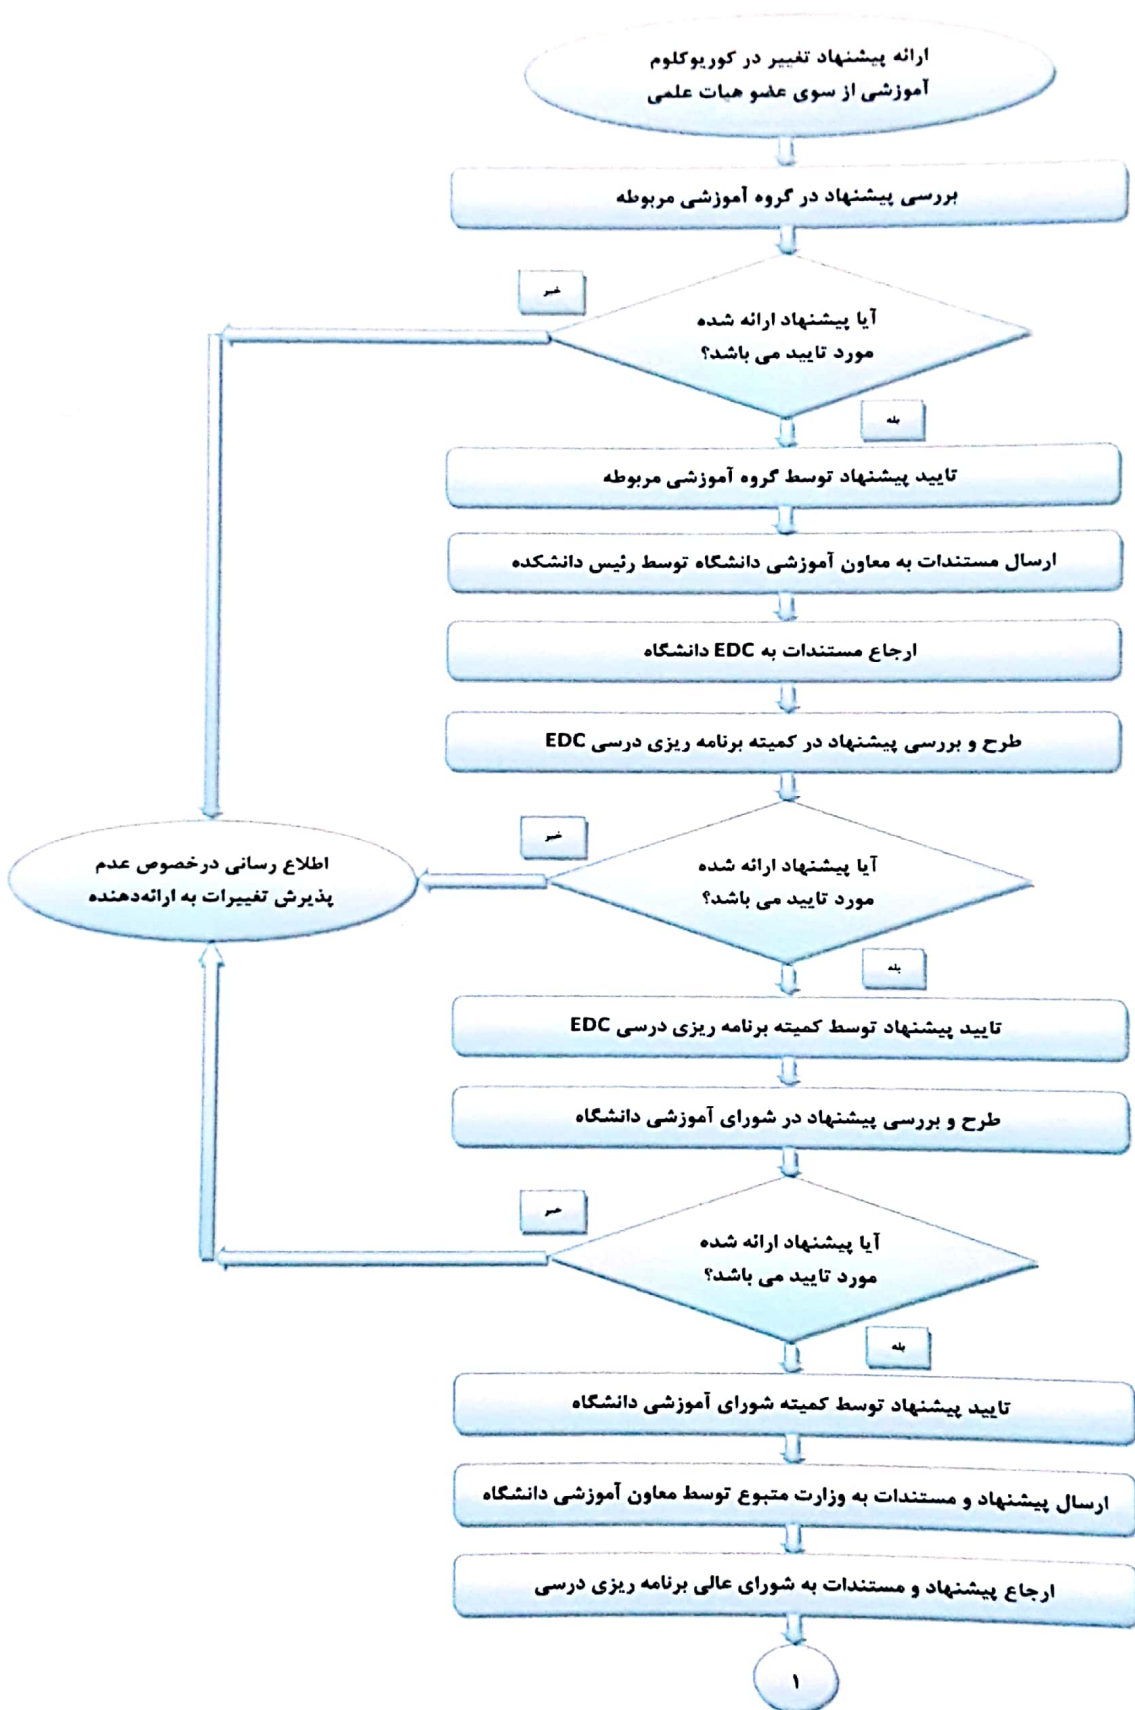 ارائه پیشنهاد تغییر در کوریوکلوم
آموزشی از سوی عضو هیات علمی
بررسی پیشنهاد در گروه آموزشی مربوطه
خیر
آیا پیشنهاد ارائه شده
مورد تایید می باشد؟
بله
تایید پیشنهاد توسط گروه آموزشی مربوطه
ارسال مستندات به معاون آموزشی دانشگاه توسط رئیس دانشکده
ارجاع مستندات به EDC دانشگاه
طرح و بررسی پیشنهاد در کمیته برنامه ریزی درسی EDC
خیر
آیا پیشنهاد ارائه شده
مورد تایید می باشد؟
اطلاع رسانی درخصوص عدم
پذیرش تغییرات به ارائه‌دهنده
بله
تایید پیشنهاد توسط کمیته برنامه ریزی درسی EDC
طرح و بررسی پیشنهاد در شورای آموزشی دانشگاه
خیر
آیا پیشنهاد ارائه شده
مورد تایید می باشد؟
بله
تایید پیشنهاد توسط کمیته شورای آموزشی دانشگاه
ارسال پیشنهاد و مستندات به وزارت متبوع توسط معاون آموزشی دانشگاه
ارجاع پیشنهاد و مستندات به شورای عالی برنامه ریزی درسی
۱